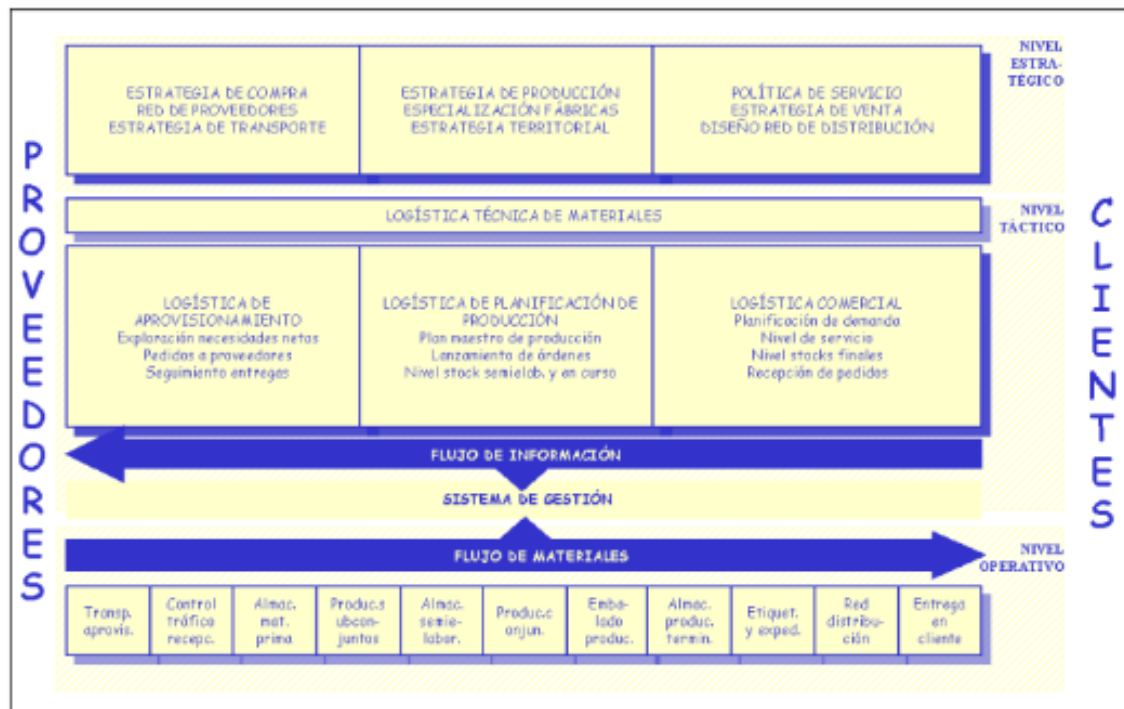 NIVEL
ESTRA-
TÉGICO
ESTRATEGIA DE COMPRA
RED DE PROVEEDORES
ESTRATEGIA DE TRANSPORTE
ESTRATEGIA DE PRODUCCIÓN
ESPECIALIZACIÓN FÁBRICAS
ESTRATEGIA TERRITORIAL
POLÍTICA DE SERVICIO
ESTRATEGIA DE VENTA
DISEÑO RED DE DISTRIBUCIÓN
PROVEEDORES
CLIENTES
LOGÍSTICA TÉCNICA DE MATERIALES
NIVEL
TÁCTICO
LOGÍSTICA DE
APROVISIONAMIENTO
Exploración necesidades netas
Pedidos a proveedores
Seguimiento entregas
LOGÍSTICA DE PLANIFICACIÓN DE
PRODUCCIÓN
Plan maestro de producción
Lanzamiento de órdenes
Nivel stock semielab. y en curso
LOGÍSTICA COMERCIAL
Planificación de demanda
Nivel de servicio
Nivel stocks finales
Recepción de pedidos
FLUJO DE INFORMACIÓN
SISTEMA DE GESTIÓN
FLUJO DE MATERIALES
NIVEL
OPERATIVO
Transp.
aprovis.
Control
tráfico
recepc.
Almac.
mat.
prima
Produc.s
ubcon-
juntos
Almac.
semie-
labor.
Produc.c
onjun.
Emba-
lado
produc.
Almac.
produc.
termin.
Etiquet.
y exped.
Red
distribu-
ción
Entrega
en
cliente